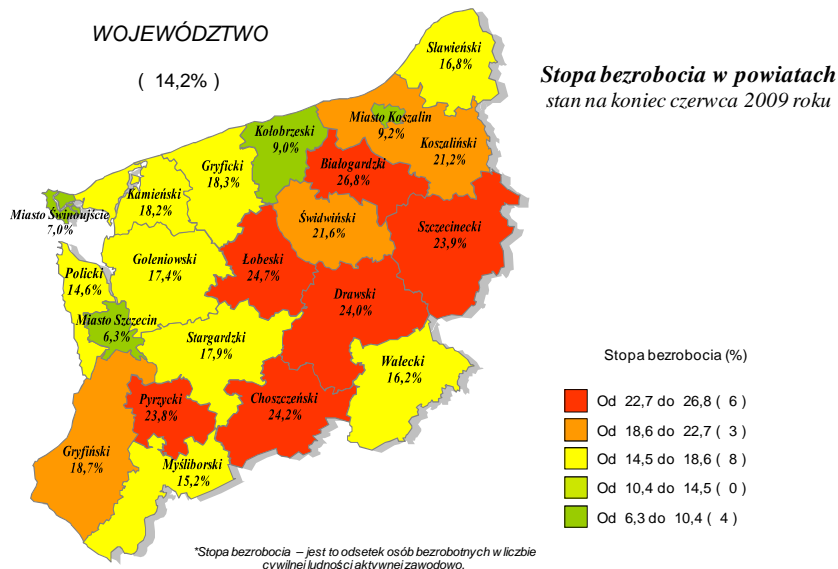 WOJEWÓDZTWO
( 14,2% )
Stopa bezrobocia w powiatach
stan na koniec czerwca 2009 roku
Sławieński
16,8%
Miasto Koszalin
9,2%
Kołobrzeski
9,0%
Koszaliński
21,2%
Gryficki
18,3%
Białogardzki
26,8%
Kamieński
18,2%
Miasto Świnoujście
7,0%
Świdwiński
21,6%
Szczecinecki
23,9%
Goleniowski
17,4%
Łobeski
24,7%
Policki
14,6%
Drawski
24,0%
Miasto Szczecin
6,3%
Stargardzki
17,9%
Wałecki
16,2%
Pyrzycki
23,8%
Choszczeński
24,2%
Gryfiński
18,7%
Myśliborski
15,2%
Stopa bezrobocia (%)
Od 22,7 do 26,8 ( 6)
Od 18,6 do 22,7 ( 3)
Od 14,5 do 18,6 ( 8)
Od 10,4 do 14,5 ( 0)
Od 6,3 do 10,4 ( 4)
*Stopa bezrobocia – jest to odsetek osób bezrobotnych w liczbie
cywilnej ludności aktywnej zawodowo.